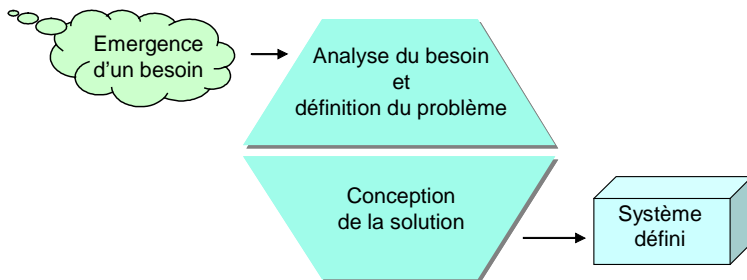 Emergence
d'un besoin
Analyse du besoin
et
définition du problème
Conception
de la solution
Système
défini